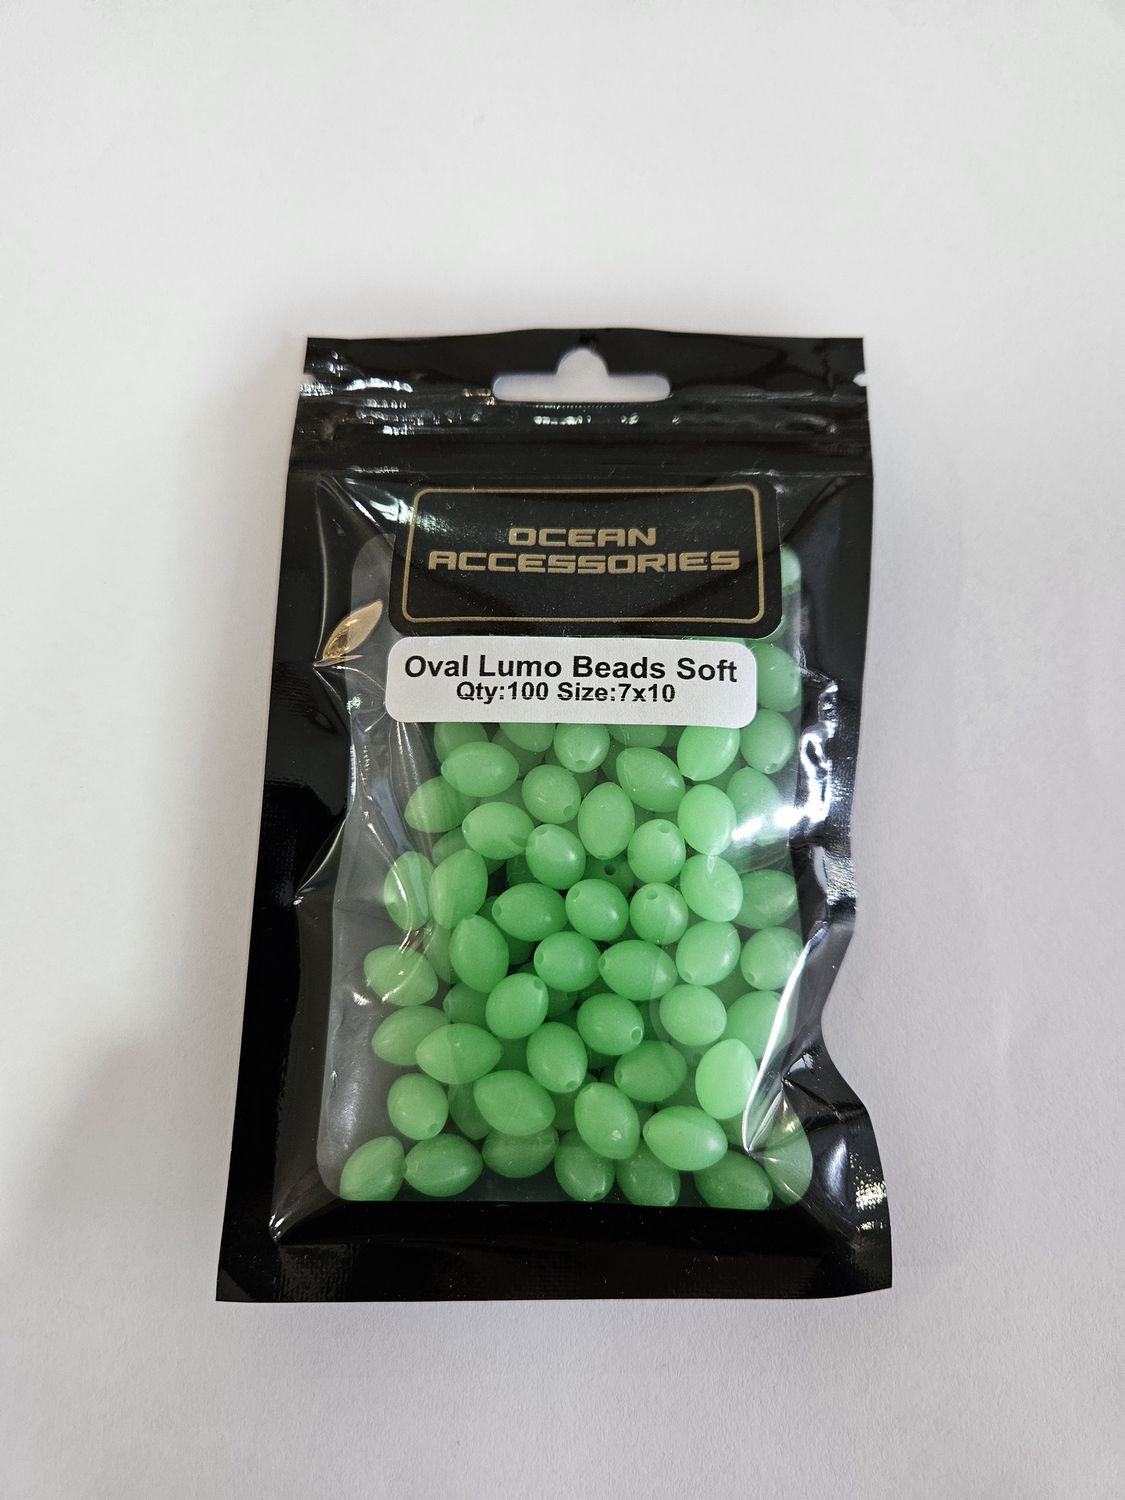 OCEAN
ACCESSORIES
Oval Lumo Beads Soft
Qty:100 Size:7x10